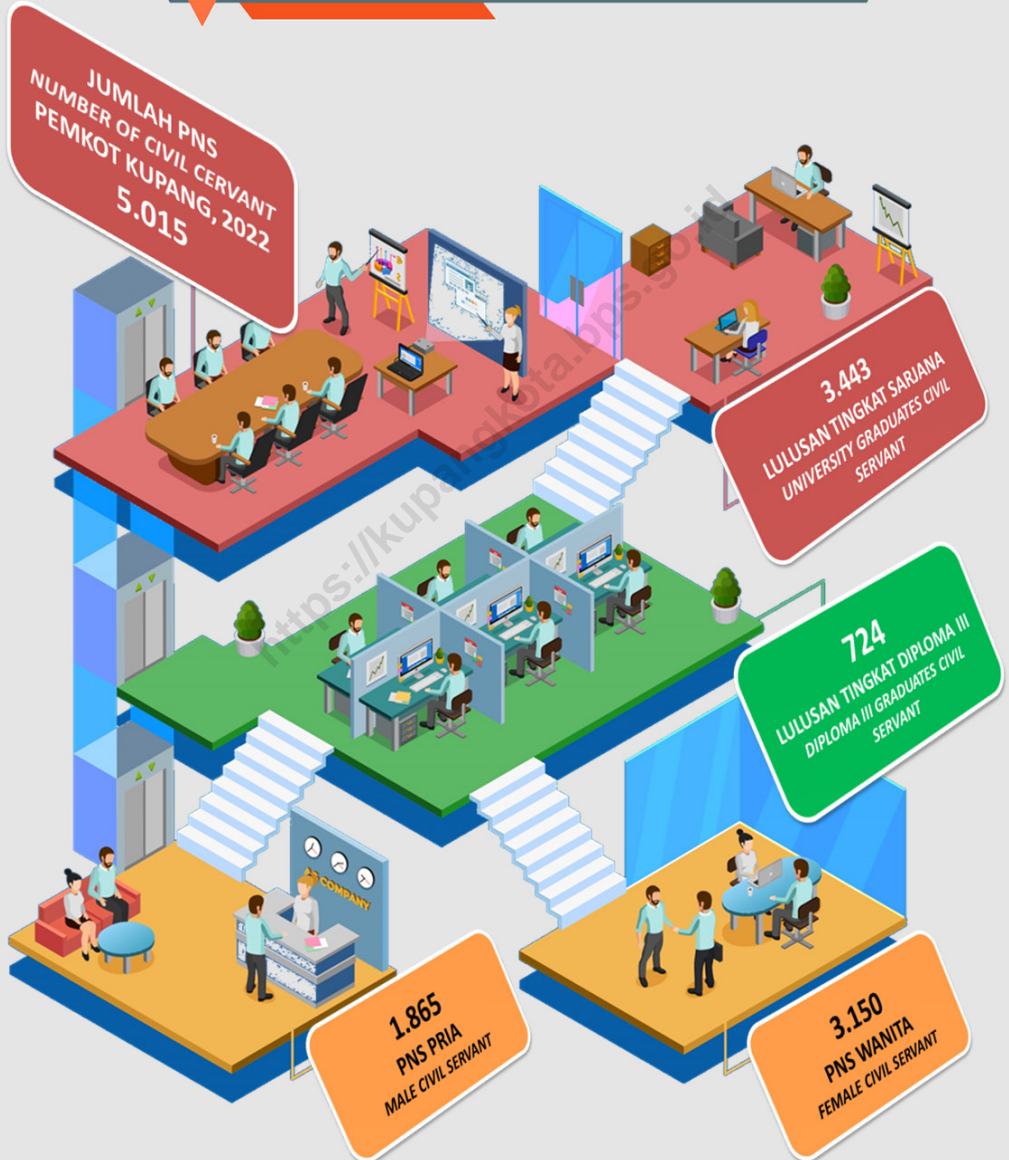 JUMLAH PNS
NUMBER OF CIVIL CERVANT
PEMKOT KUPANG, 2022
5.015
3.443
LULUSAN TINGKAT SARJANA
UNIVERSITY GRADUATES CIVIL
SERVANT
724
LULUSAN TINGKAT DIPLOMA III
DIPLOMA III GRADUATES CIVIL
SERVANT
COMPANY
1.865
PNS PRIA
MALE CIVIL SERVANT
3.150
PNS WANITA
FEMALE CIVIL SERVANT
https://kupangkota.bps.go.id